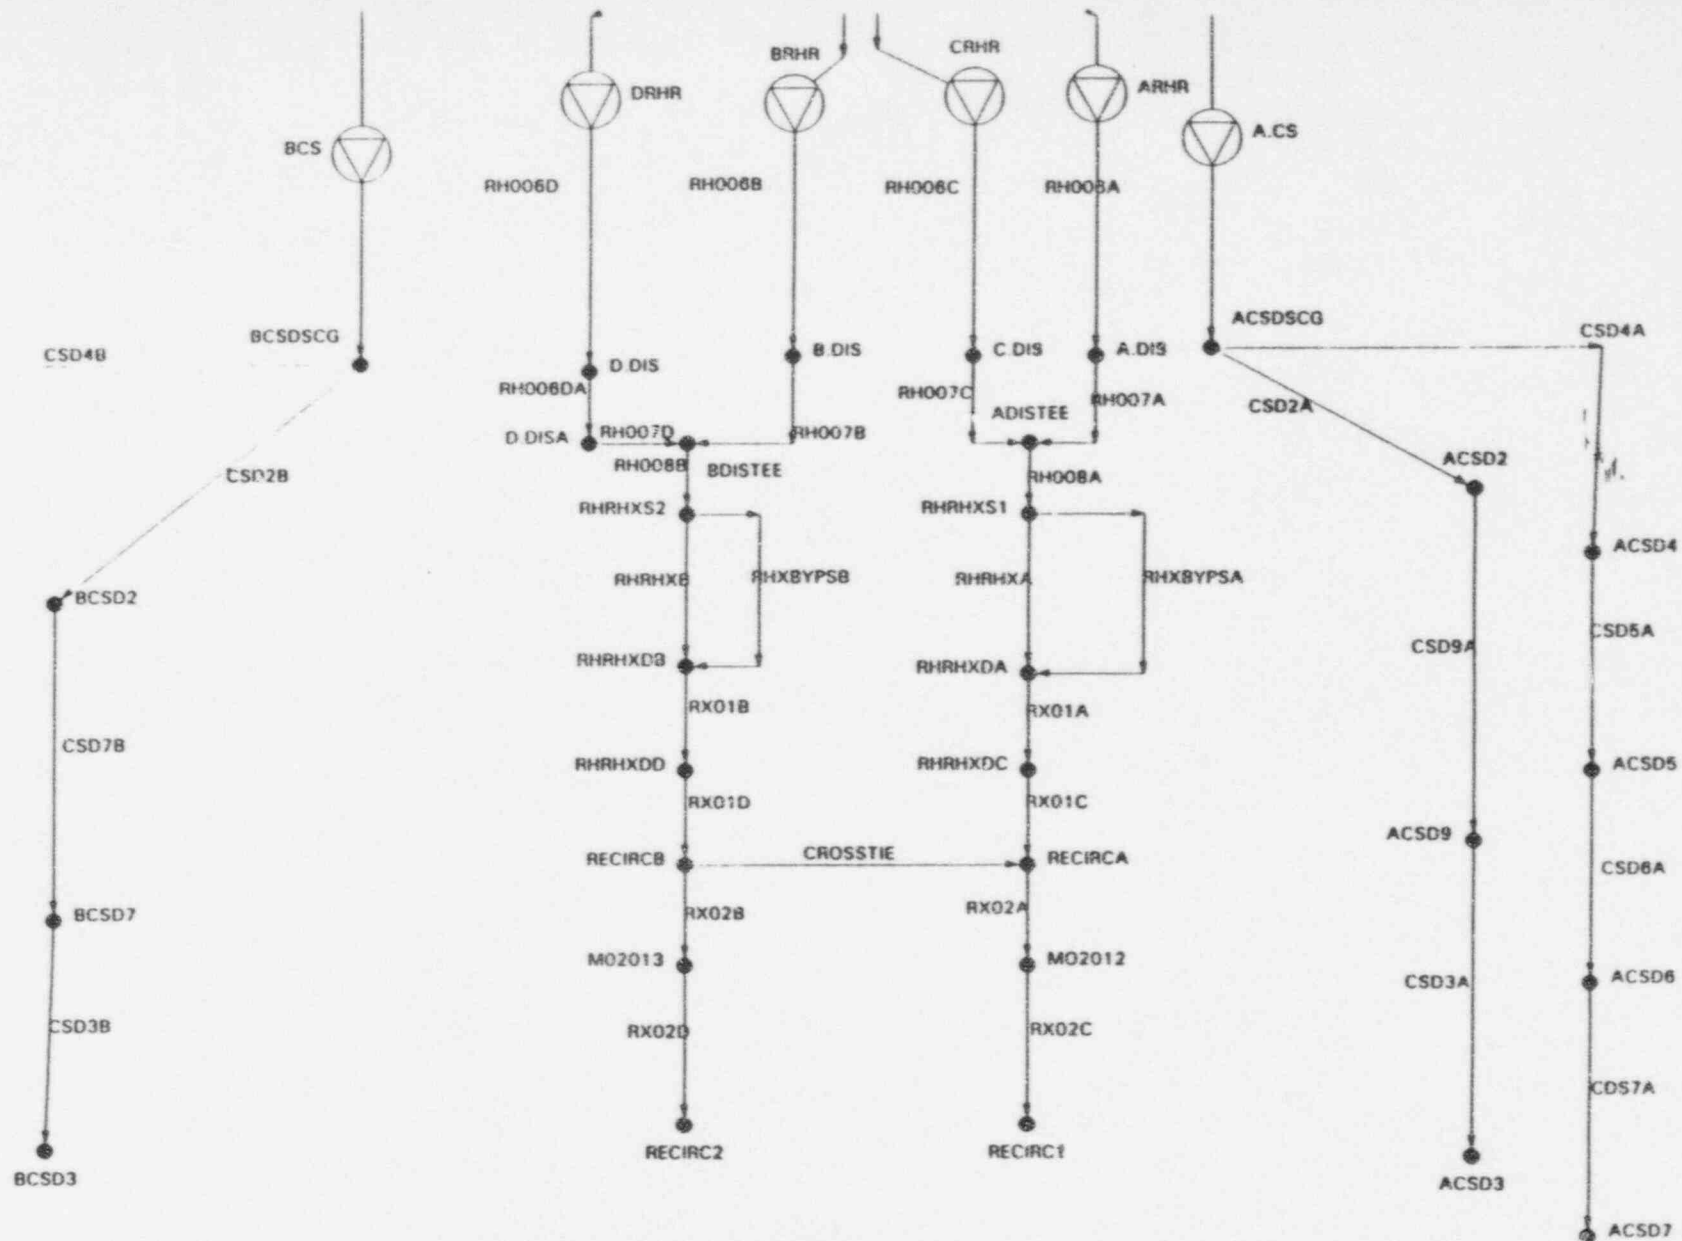 CRHR
BRHR
DRHR
ARHR
A.CS
BCS
RH006D
RH006B
RH006C
RH008A
ACSDSCG
CSD4A
BCSDSCG
CSD4B
B.DIS
C.DIS
A.DIS
D.DIS
RH006DA
RH007C
RH007A
CSD2A
ADISTEE
D.DISA
RH007D
RH007B
RH008B
BDISTEE
RH008A
ACSD2
CSD2B
RHRHXS2
RHRHXS1
ACSD4
RHRHXB
RHXBYPSB
RHRHXA
RHXBYPSA
BCSD2
CSD5A
CSD9A
RHRHXDB
RHRHXDA
RX01B
RX01A
CSD7B
RHRHXDD
RHRHXDC
ACSD5
RX01D
RX01C
ACSD9
RECIRCB
CROSSTIE
RECIRCA
CSD6A
BCSD7
RX02B
RX02A
MO2013
MO2012
CSD3A
ACSD6
CSD3B
RX02D
RX02C
CDS7A
RECIRC2
RECIRC1
BCSD3
ACSD3
ACSD7